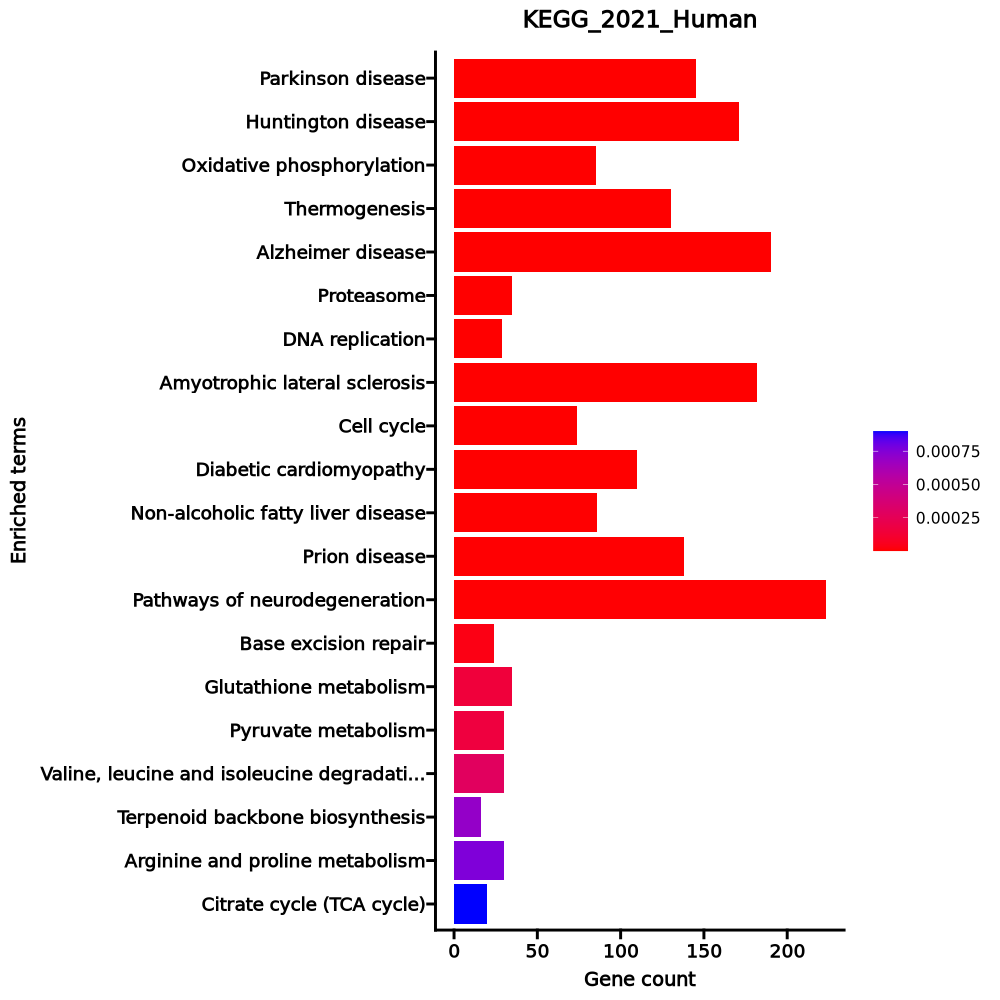 KEGG_2021_Human
Parkinson disease
Huntington disease
Oxidative phosphorylation
Thermogenesis
Alzheimer disease
Proteasome
DNA replication
Amyotrophic lateral sclerosis
Cell cycle
Diabetic cardiomyopathy
Non-alcoholic fatty liver disease
Prion disease
Pathways of neurodegeneration
Base excision repair
Glutathione metabolism
Pyruvate metabolism
Valine, leucine and isoleucine degradati...
Terpenoid backbone biosynthesis
Arginine and proline metabolism
Citrate cycle (TCA cycle)
Enriched terms
0 50 100 150 200
Gene count
0.00075
0.00050
0.00025